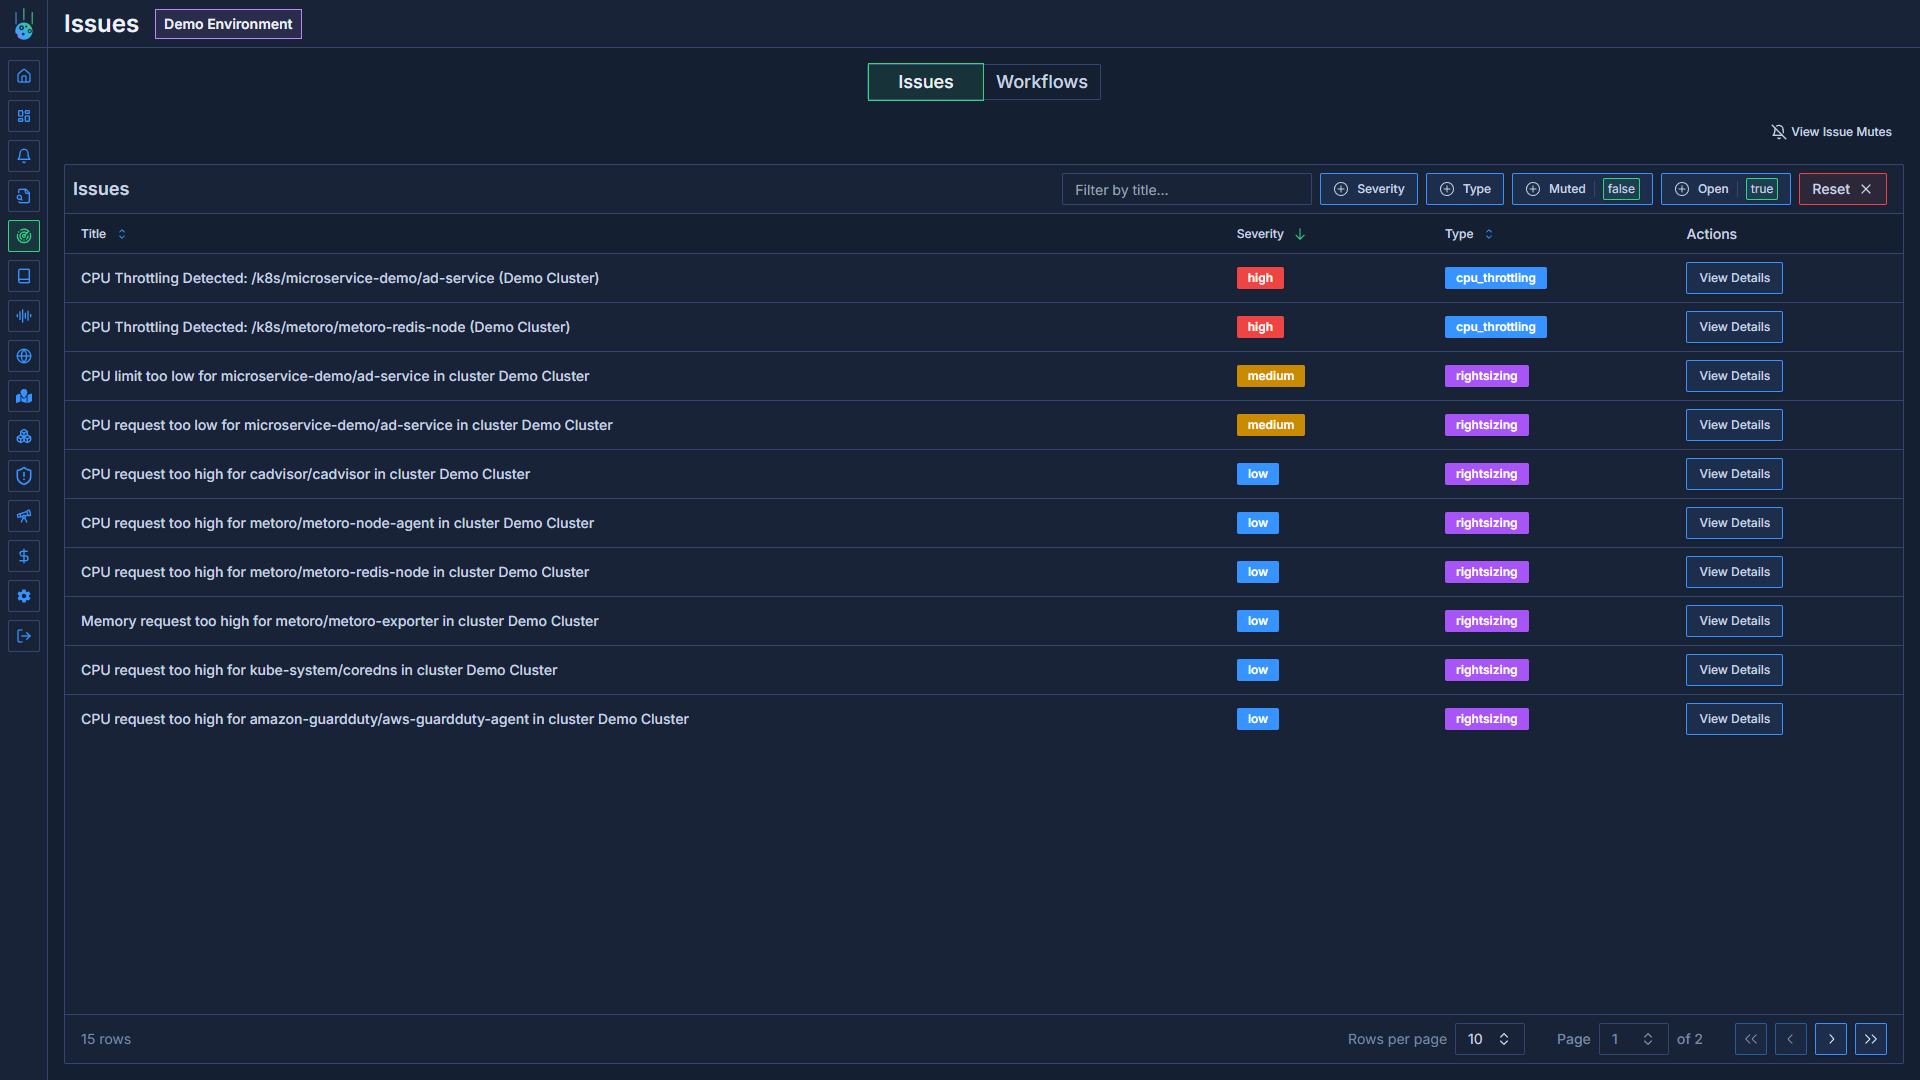 Issues
Demo Environment
Issues
Workflows
View Issue Mutes
Issues
Filter by title...
Severity
Type
Muted false
Open true
Reset
Title Severity Type Actions
CPU Throttling Detected: /k8s/microservice-demo/ad-service (Demo Cluster) high cpu_throttling View Details
CPU Throttling Detected: /k8s/metoro/metoro-redis-node (Demo Cluster) high cpu_throttling View Details
CPU limit too low for microservice-demo/ad-service in cluster Demo Cluster medium rightsizing View Details
CPU request too low for microservice-demo/ad-service in cluster Demo Cluster medium rightsizing View Details
CPU request too high for cadvisor/cadvisor in cluster Demo Cluster low rightsizing View Details
CPU request too high for metoro/metoro-node-agent in cluster Demo Cluster low rightsizing View Details
CPU request too high for metoro/metoro-redis-node in cluster Demo Cluster low rightsizing View Details
Memory request too high for metoro/metoro-exporter in cluster Demo Cluster low rightsizing View Details
CPU request too high for kube-system/coredns in cluster Demo Cluster low rightsizing View Details
CPU request too high for amazon-guardduty/aws-guardduty-agent in cluster Demo Cluster low rightsizing View Details
15 rows
Rows per page 10
Page 1 of 2